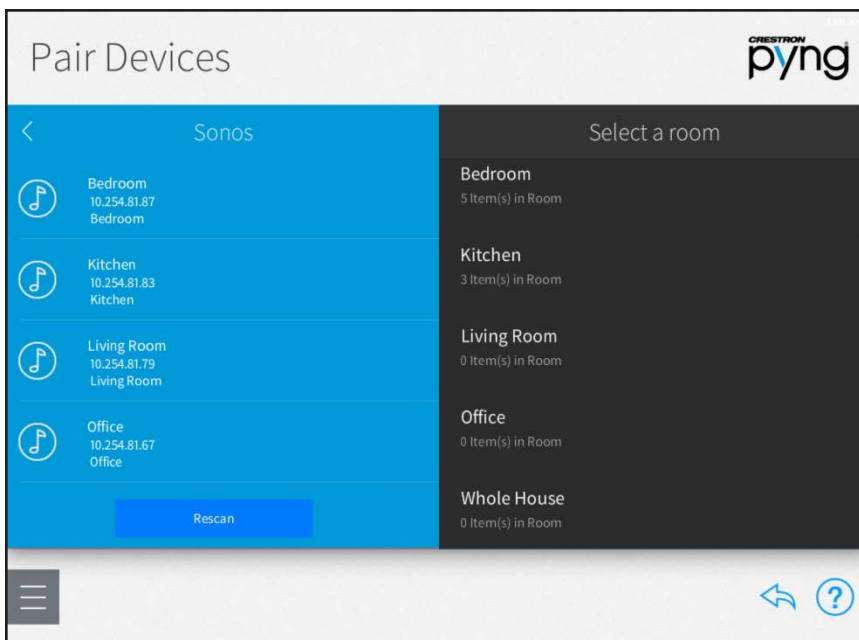 Pair Devices
CRESTRON
pyng
Sonos
Select a room
Bedroom
10.254.81.87
Bedroom
Kitchen
10.254.81.83
Kitchen
Living Room
10.254.81.79
Living Room
Office
10.254.81.67
Office
Rescan
Bedroom
5 Item(s) in Room
Kitchen
3 Item(s) in Room
Living Room
0 Item(s) in Room
Office
0 Item(s) in Room
Whole House
0 Item(s) in Room
?